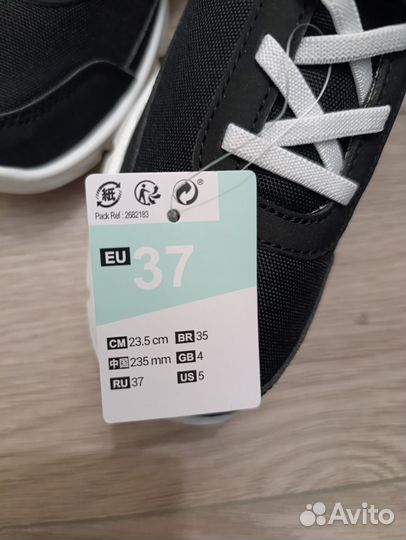 紙
®
Pack Ref : 2682183
EU 37
CM 23.5 cm BR 35
中国 235 mm GB 4
RU 37 US 5
Avito